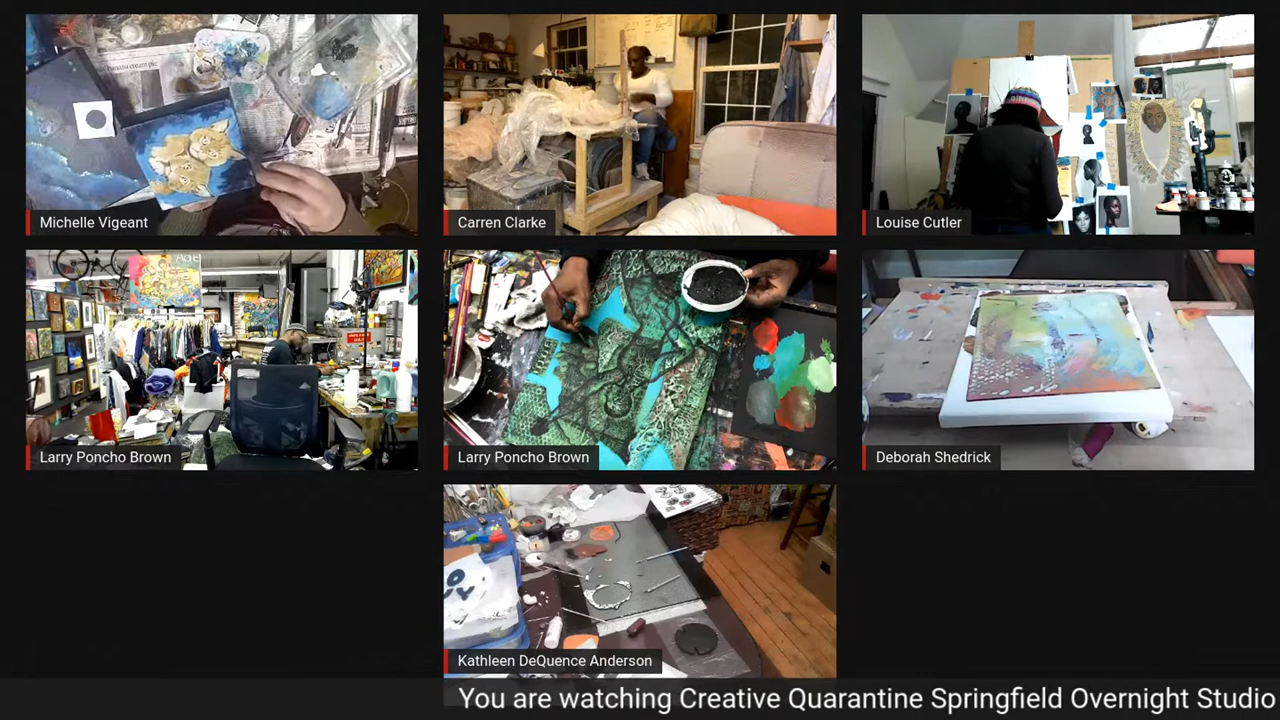 Michelle Vigeant
Carren Clarke
Louise Cutler
Larry Poncho Brown
Larry Poncho Brown
Deborah Shedrick
Kathleen DeQuence Anderson
You are watching Creative Quarantine Springfield Overnight Studio